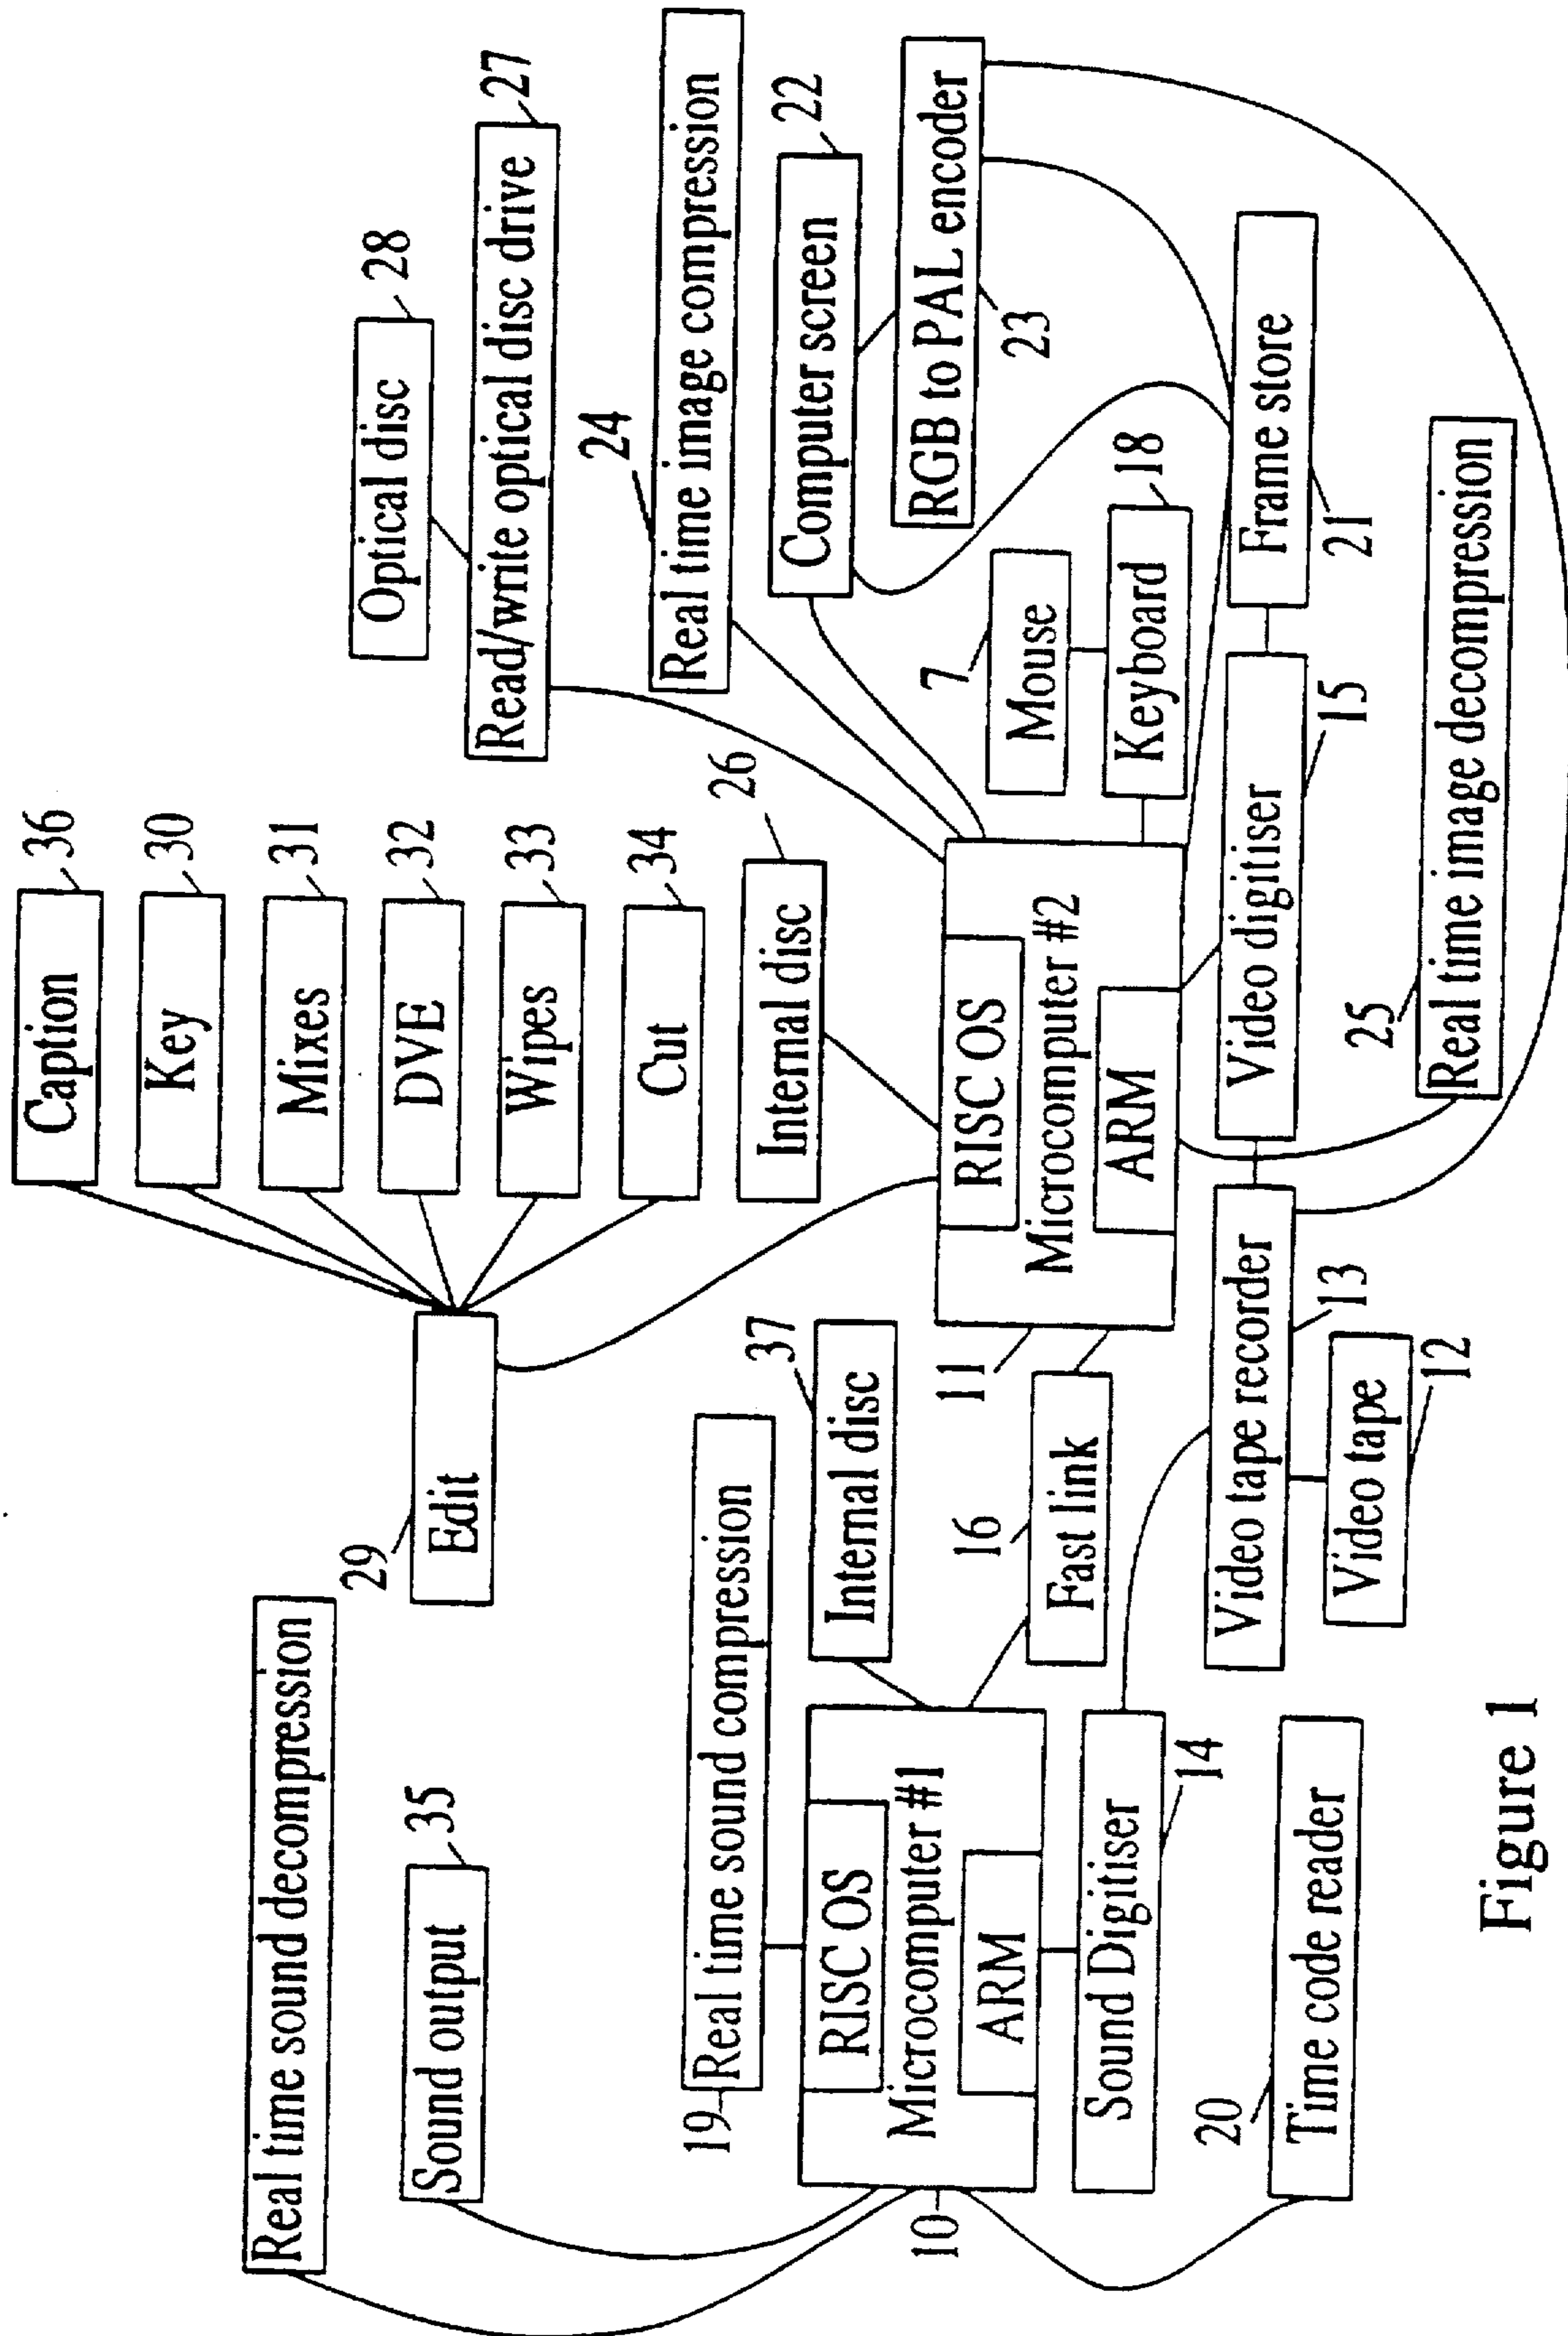 Caption
36
Key
30
Mixes
31
DVE
32
Wipes
33
Cut
34
Optical disc
28
Read/write optical disc drive
27
29
Edit
24
Real time image compression
Internal disc
26
Computer screen
22
RGB to PAL encoder
23
Real time sound decompression
Sound output
35
19
Real time sound compression
Internal disc
37
RISC OS
Microcomputer #1
ARM
10
16
Fast link
11
RISC OS
Microcomputer #2
ARM
7
Mouse
Keyboard
18
Sound Digitiser
14
20
Time code reader
Video tape recorder
13
Video tape
12
Video digitiser
15
Frame store
21
25
Real time image decompression
Figure 1